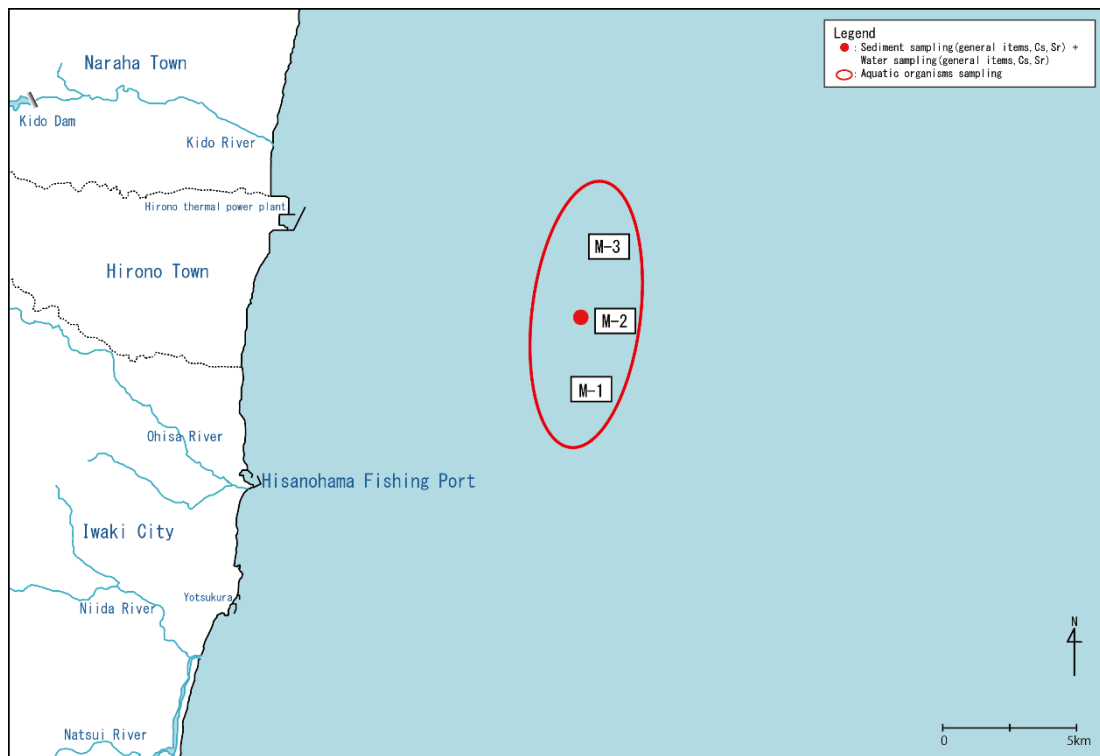 Legend
: Sediment sampling(general items,Cs,Sr) +
Water sampling(general items,Cs,Sr)
: Aquatic organisms sampling
Naraha Town
Kido Dam
Kido River
Hirono thermal power plant
M-3
Hirono Town
M-2
M-1
Ohisa River
Hisanohama Fishing Port
Iwaki City
Yotsukura
Niida River
N
Natsui River
0 5km